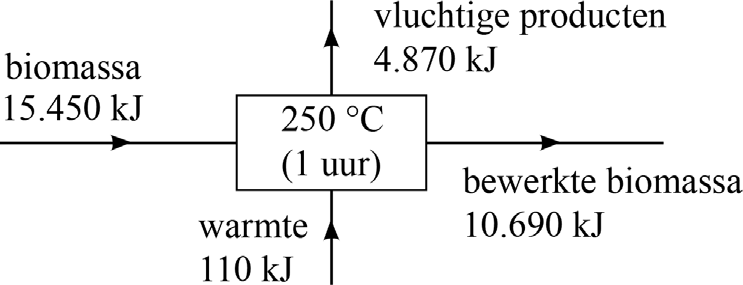 vluchtige producten
4.870 kJ
biomassa
15.450 kJ
250 °C
(1 uur)
bewerkte biomassa
10.690 kJ
warmte
110 kJ